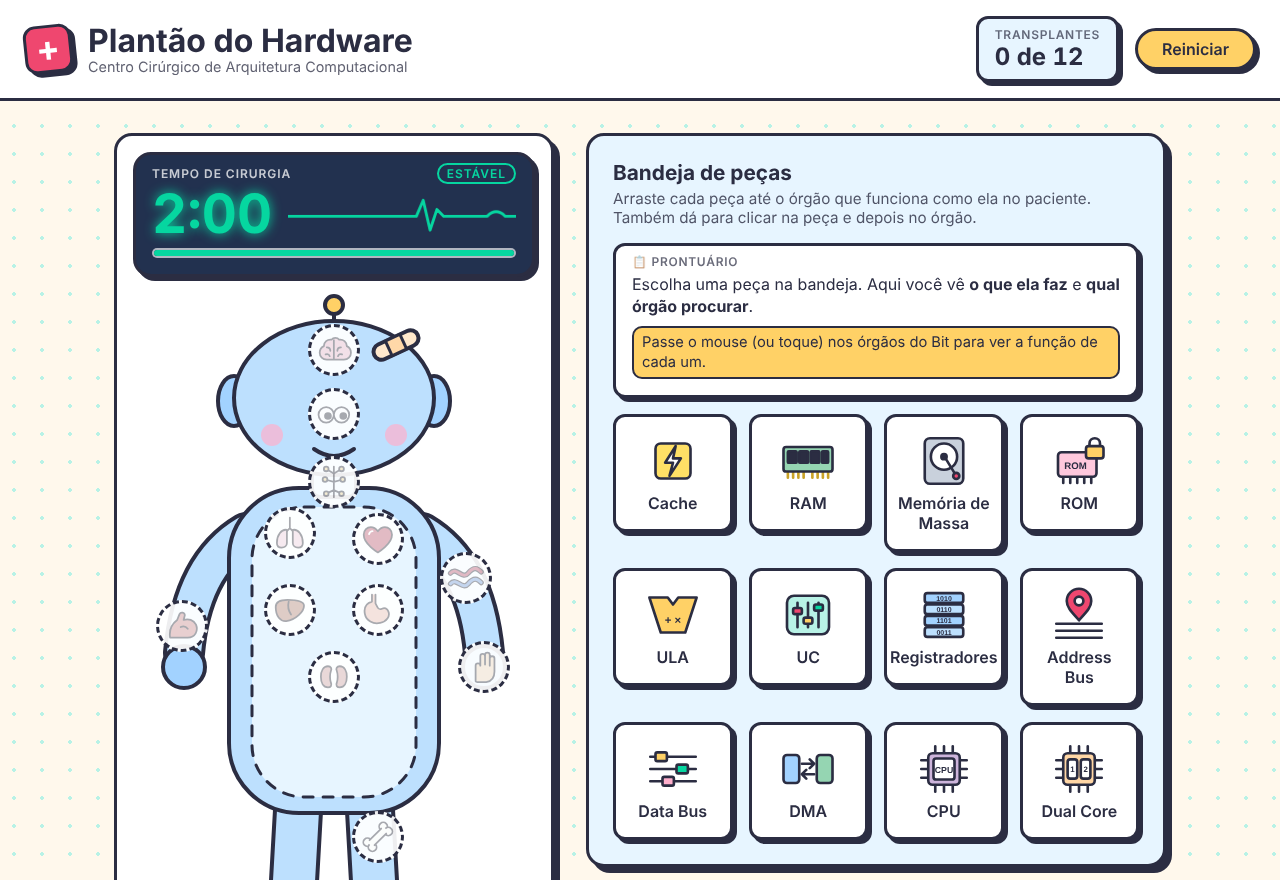 Plantão do Hardware
Centro Cirúrgico de Arquitetura Computacional
TRANSPLANTES
0 de 12
Reiniciar
TEMPO DE CIRURGIA
ESTÁVEL
2:00
Bandeja de peças
Arraste cada peça até o órgão que funciona como ela no paciente.
Também dá para clicar na peça e depois no órgão.
📋 PRONTUÁRIO
Escolha uma peça na bandeja. Aqui você vê o que ela faz e qual
órgão procurar.
Passe o mouse (ou toque) nos órgãos do Bit para ver a função de
cada um.
Cache
RAM
Memória de
Massa
ROM
ROM
+ ×
ULA
UC
1010
0110
1101
0011
Registradores
Address
Bus
Data Bus
DMA
CPU
CPU
1 2
Dual Core